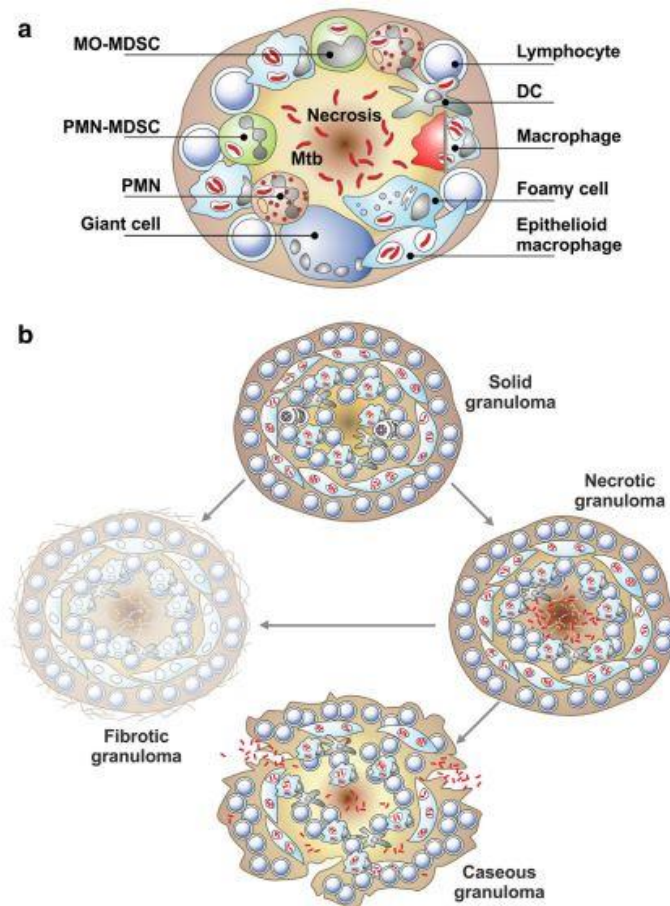 a
MO-MDSC
PMN-MDSC
PMN
Giant cell
Necrosis
Mtb
Lymphocyte
DC
Macrophage
Foamy cell
Epithelioid
macrophage
b
Solid
granuloma
Necrotic
granuloma
Fibrotic
granuloma
Caseous
granuloma